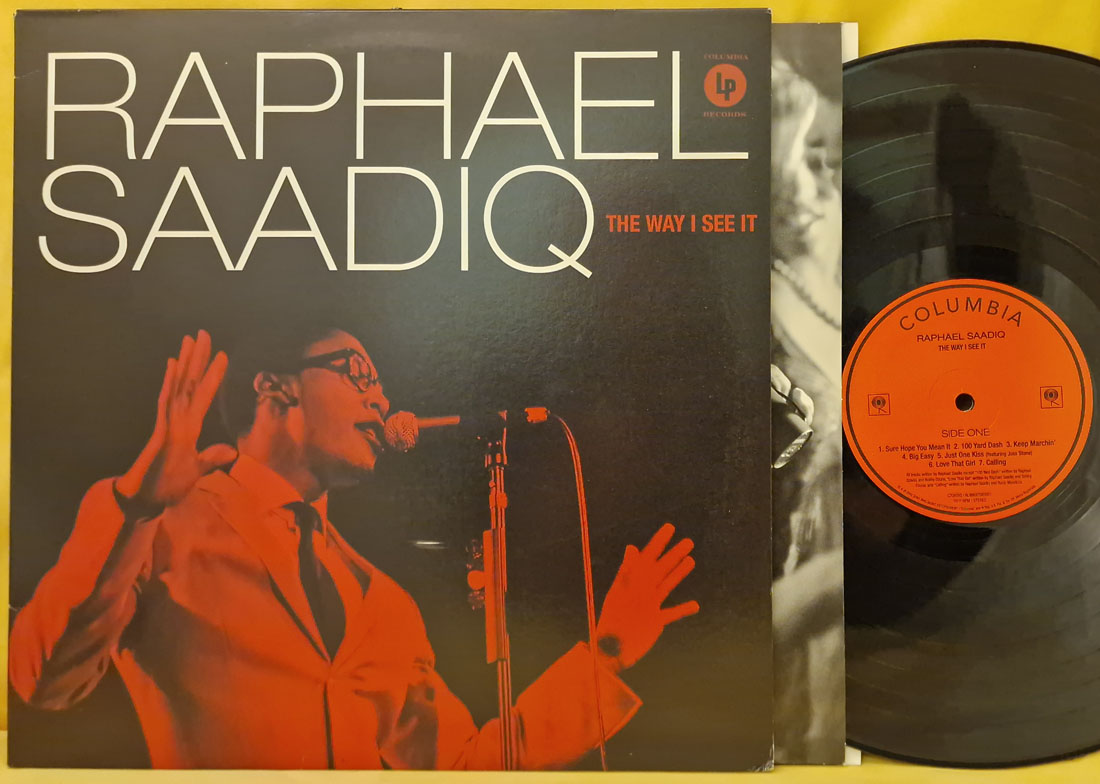 RAPHAEL
SAADIQ
THE WAY I SEE IT
COLUMBIA
LP
RECORDS
COLUMBIA
RAPHAEL SAADIQ
THE WAY I SEE IT
SIDE ONE
1. Sure Hope You Mean It 2. 100 Yard Dash 3. Keep Marchin'
4. Big Easy 5. Just One Kiss (featuring Joss Stone)
6. Love That Girl 7. Calling